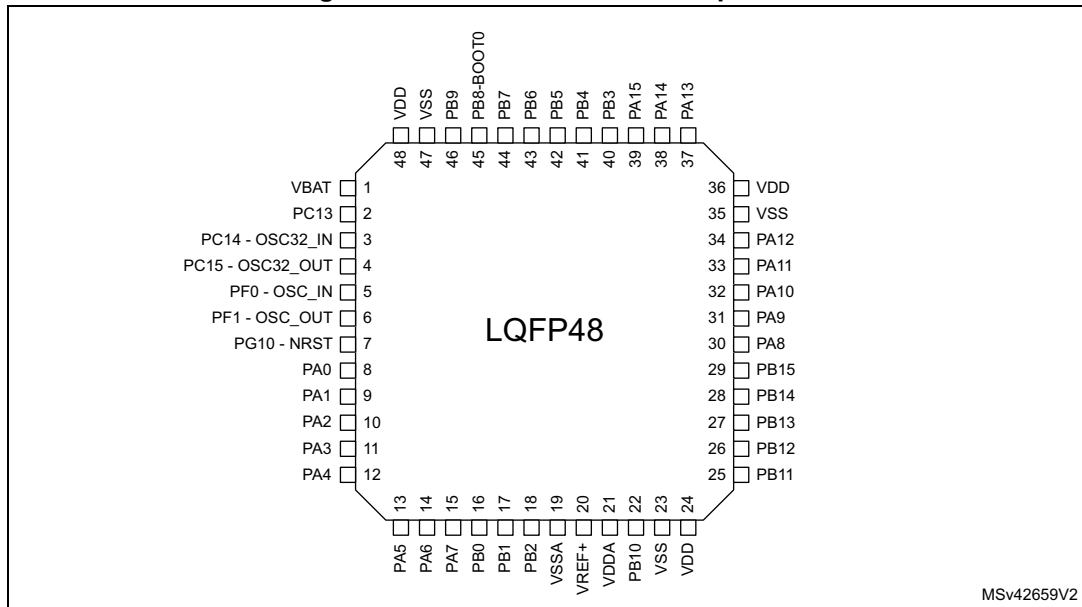 VDD
VSS
PB9
PB8-BOOT0
PB7
PB6
PB5
PB4
PB3
PA15
PA14
PA13
48
47
46
45
44
43
42
41
40
39
38
37
VBAT 1
PC13 2
PC14 - OSC32_IN 3
PC15 - OSC32_OUT 4
PF0 - OSC_IN 5
PF1 - OSC_OUT 6
PG10 - NRST 7
PA0 8
PA1 9
PA2 10
PA3 11
PA4 12
LQFP48
36 VDD
35 VSS
34 PA12
33 PA11
32 PA10
31 PA9
30 PA8
29 PB15
28 PB14
27 PB13
26 PB12
25 PB11
13
14
15
16
17
18
19
20
21
22
23
24
PA5
PA6
PA7
PB0
PB1
PB2
VSSA
VREF+
VDDA
PB10
VSS
VDD
MSv42659V2